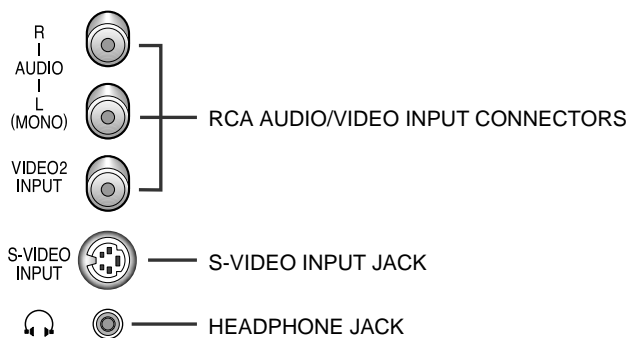 R
AUDIO
L
(MONO)
RCA AUDIO/VIDEO INPUT CONNECTORS
VIDEO2
INPUT
S-VIDEO
INPUT
S-VIDEO INPUT JACK
HEADPHONE JACK